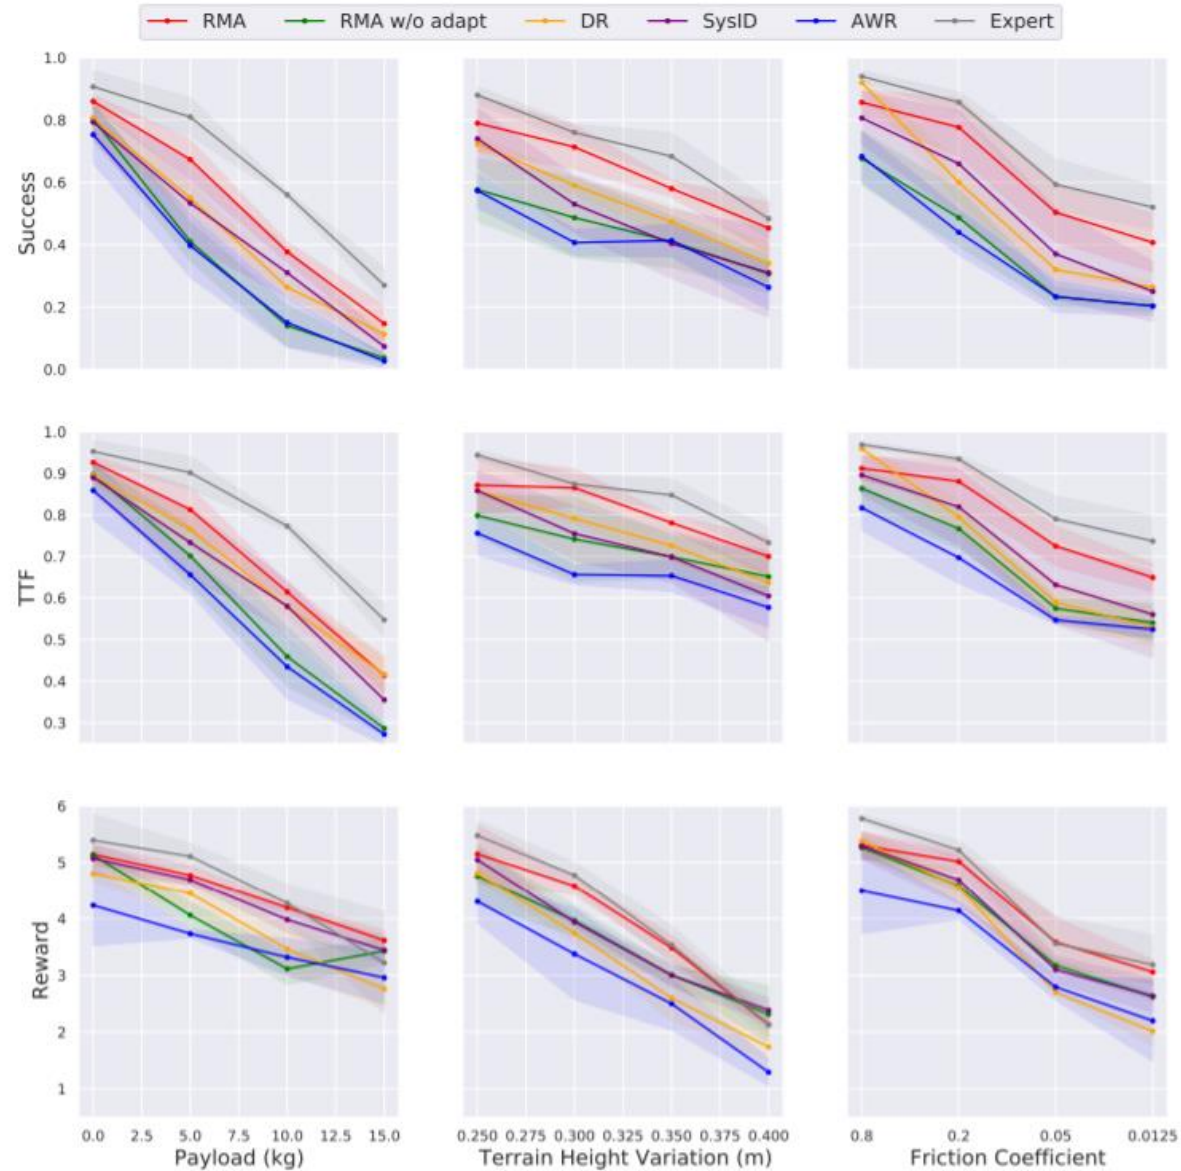 RMA RMA w/o adapt DR SysID AWR Expert
1.0
0.8
0.6
0.4
0.2
0.0
Success
0.0 2.5 5.0 7.5 10.0 12.5 15.0
0.250 0.275 0.300 0.325 0.350 0.375 0.400
0.8 0.2 0.05 0.0125
1.0
0.9
0.8
0.7
0.6
0.5
0.4
0.3
TTF
6
5
4
3
2
1
Reward
Payload (kg) Terrain Height Variation (m) Friction Coefficient